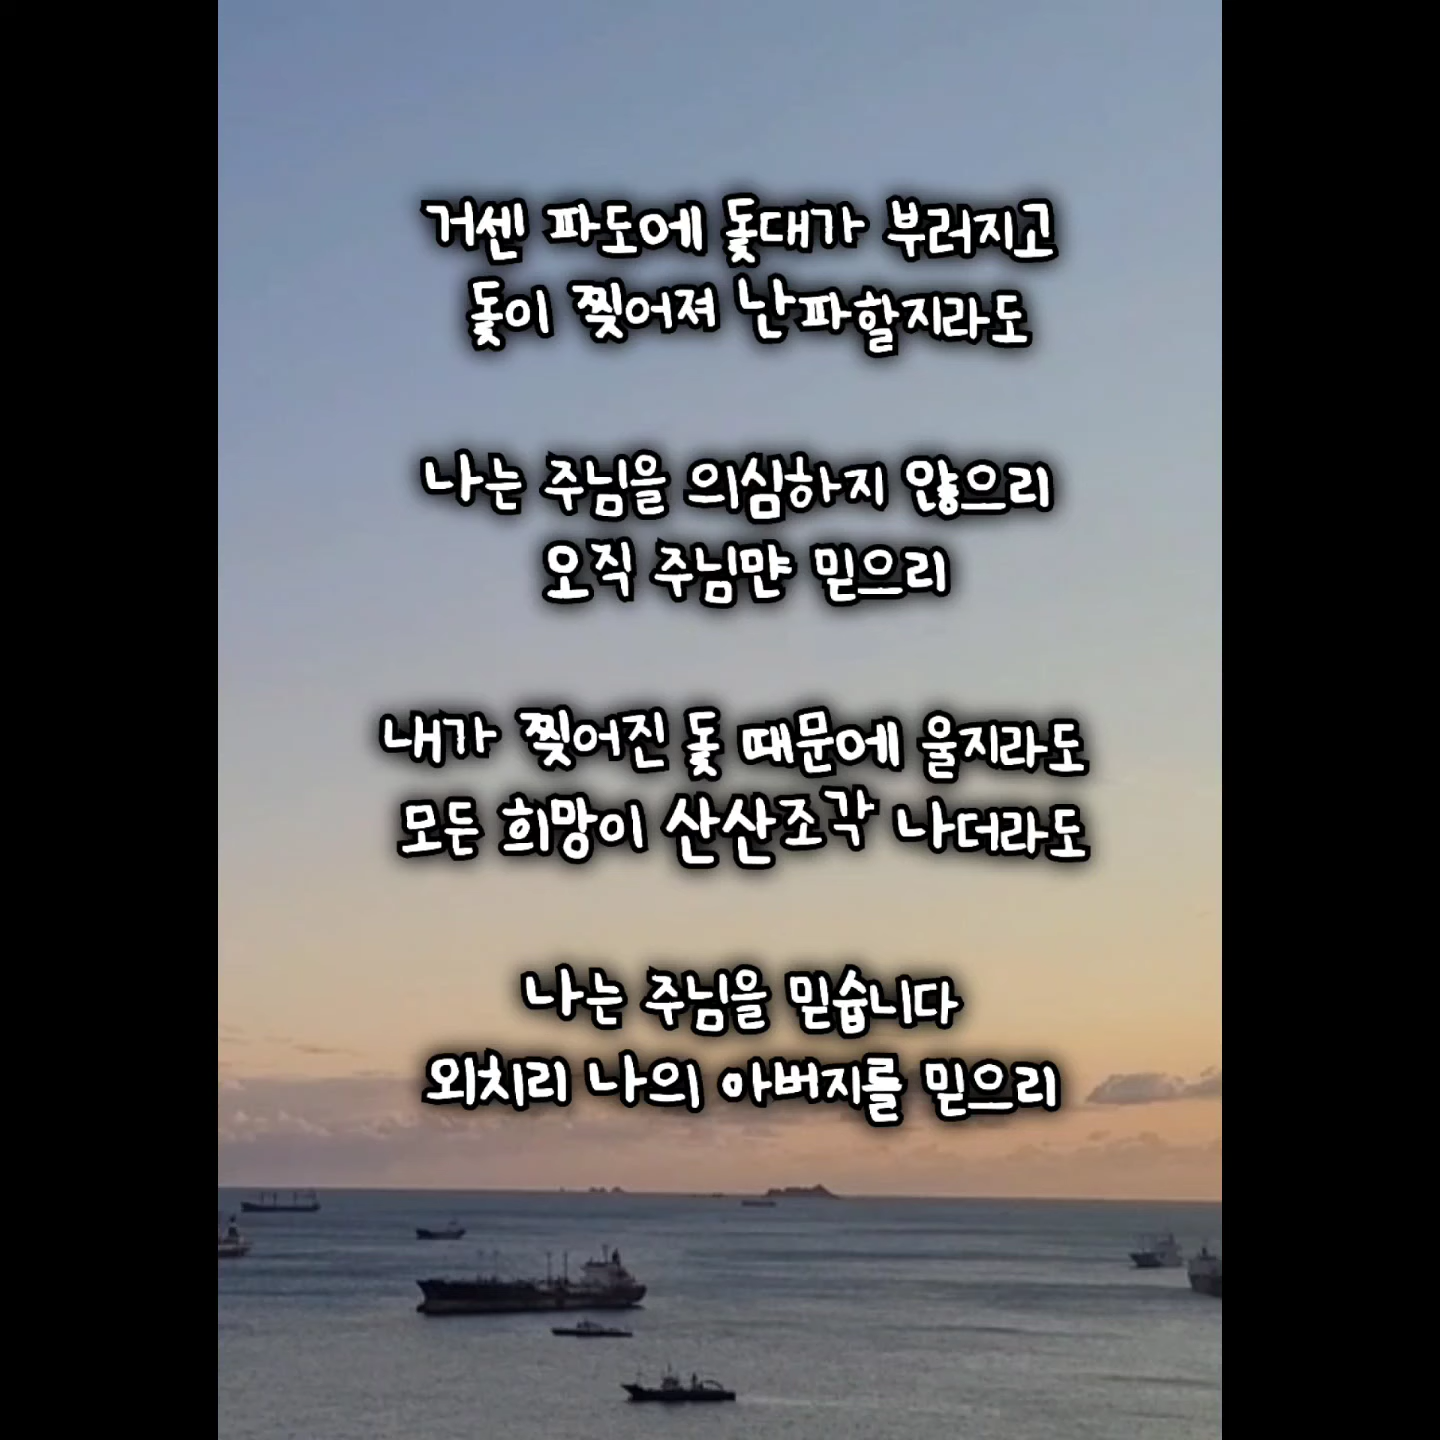 거센 파도에 돛대가 부러지고
돛이 찢어져 난파할지라도
나는 주님을 의심하지 않으리
오직 주님만 믿으리
내가 찢어진 돛 때문에 울지라도
모든 희망이 산산조각 나더라도
나는 주님을 믿습니다
외치리 나의 아버지를 믿으리